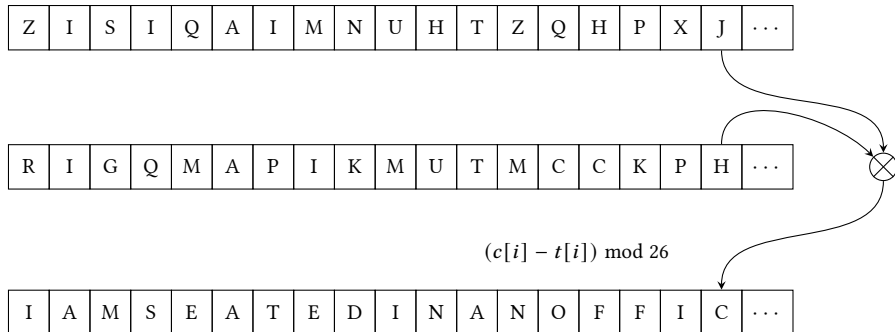 Z I S I Q A I M N U H T Z Q H P X J ···
R I G Q M A P I K M U T M C C K P H ···
(c[i] − t[i]) mod 26
I A M S E A T E D I N A N O F F I C ···